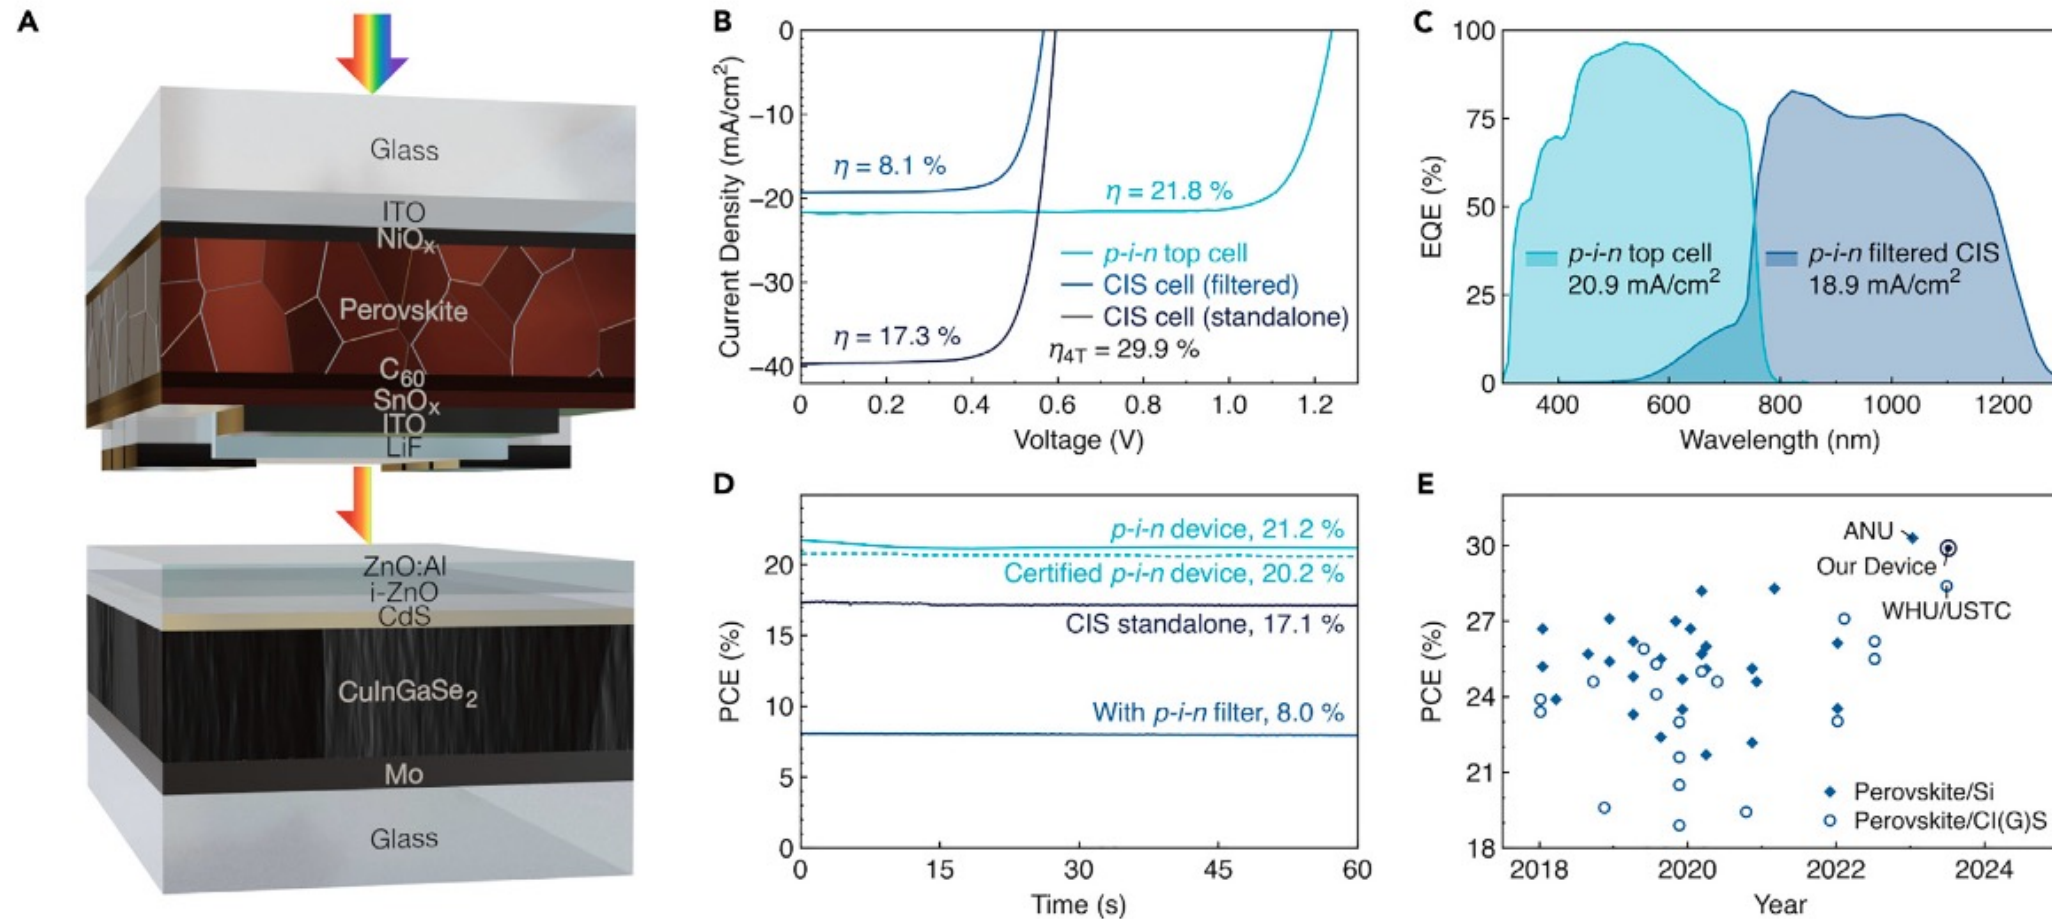 A
Glass
ITO
NiOx
Perovskite
C60
SnOx
ITO
LiF
ZnO:Al
i-ZnO
CdS
CuInGaSe2
Mo
Glass
B
Current Density (mA/cm²)
0
−10
−20
−30
−40
η = 8.1 %
η = 21.8 %
η = 17.3 %
p-i-n top cell
CIS cell (filtered)
CIS cell (standalone)
η4T = 29.9 %
0 0.2 0.4 0.6 0.8 1.0 1.2
Voltage (V)
C
EQE (%)
100
75
50
25
0
p-i-n top cell
20.9 mA/cm²
p-i-n filtered CIS
18.9 mA/cm²
400 600 800 1000 1200
Wavelength (nm)
D
PCE (%)
20
15
10
5
0
p-i-n device, 21.2 %
Certified p-i-n device, 20.2 %
CIS standalone, 17.1 %
With p-i-n filter, 8.0 %
0 15 30 45 60
Time (s)
E
PCE (%)
30
27
24
21
18
ANU
Our Device
WHU/USTC
Perovskite/Si
Perovskite/CI(G)S
2018 2020 2022 2024
Year